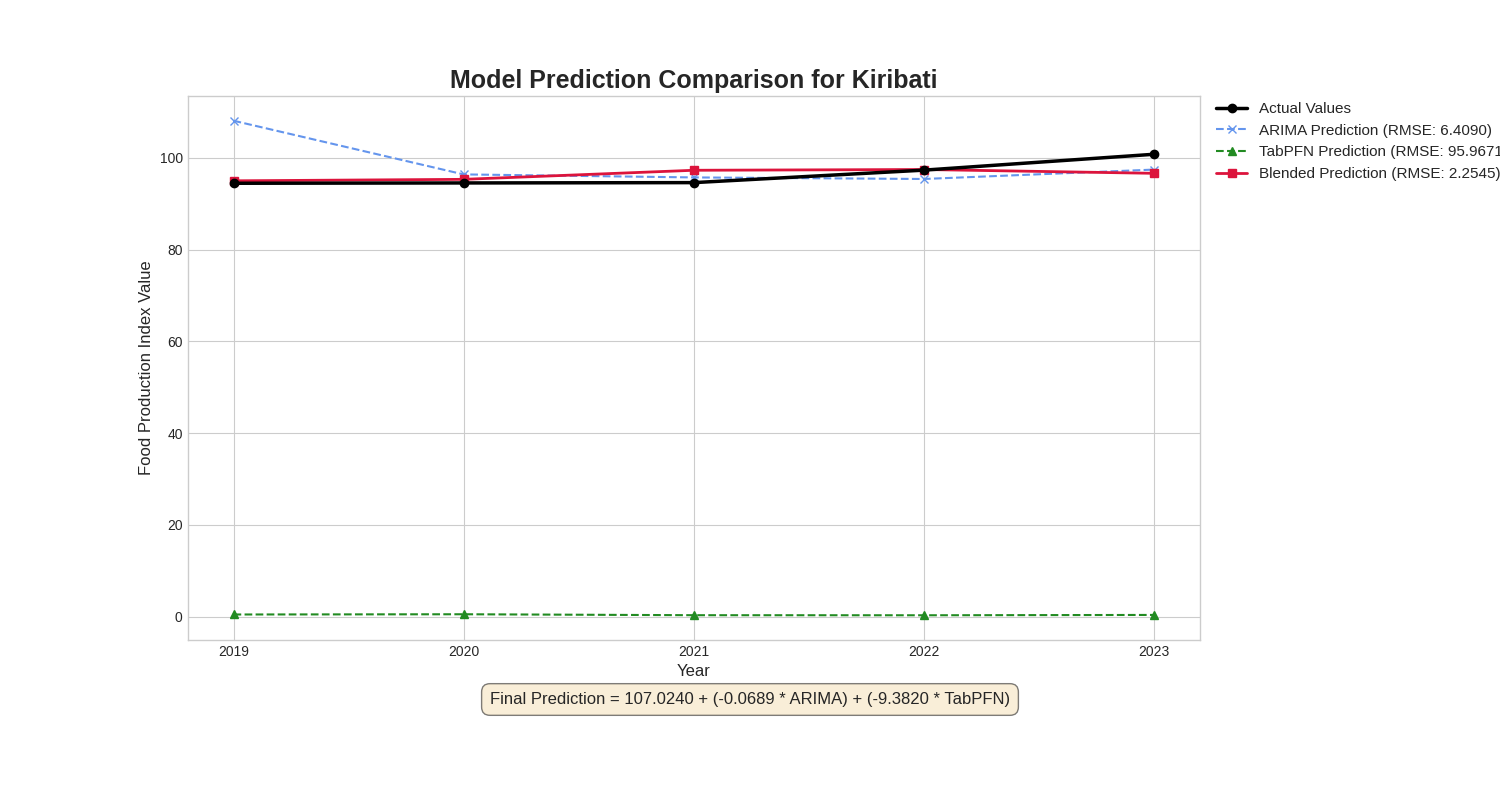 Model Prediction Comparison for Kiribati
Actual Values
ARIMA Prediction (RMSE: 6.4090)
TabPFN Prediction (RMSE: 95.9671
Blended Prediction (RMSE: 2.2545)
Food Production Index Value
100
80
60
40
20
0
2019 2020 2021 2022 2023
Year
Final Prediction = 107.0240 + (-0.0689 * ARIMA) + (-9.3820 * TabPFN)